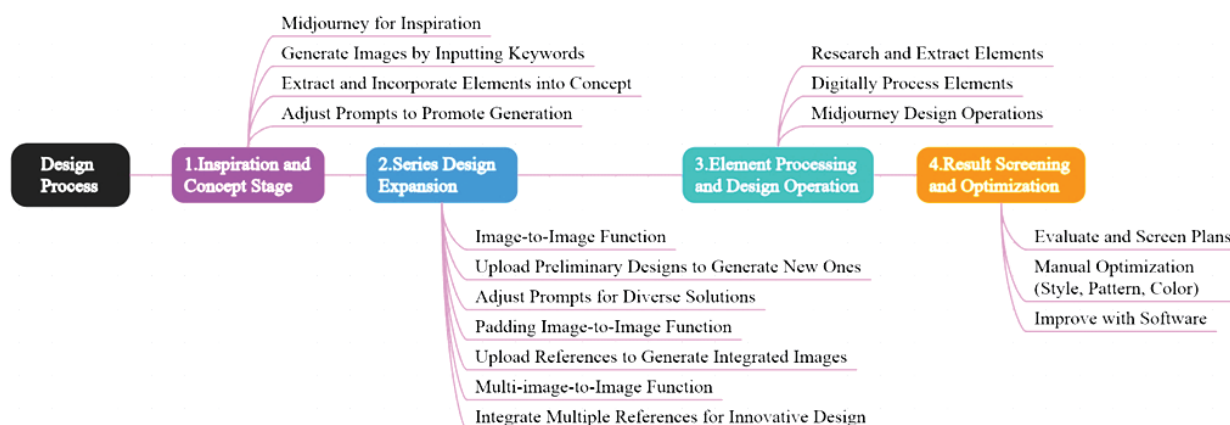 Midjourney for Inspiration
Generate Images by Inputting Keywords
Extract and Incorporate Elements into Concept
Adjust Prompts to Promote Generation
Research and Extract Elements
Digitally Process Elements
Midjourney Design Operations
Design
Process
1.Inspiration and
Concept Stage
2.Series Design
Expansion
3.Element Processing
and Design Operation
4.Result Screening
and Optimization
Image-to-Image Function
Upload Preliminary Designs to Generate New Ones
Adjust Prompts for Diverse Solutions
Padding Image-to-Image Function
Upload References to Generate Integrated Images
Multi-image-to-Image Function
Integrate Multiple References for Innovative Design
Evaluate and Screen Plans
Manual Optimization
(Style, Pattern, Color)
Improve with Software